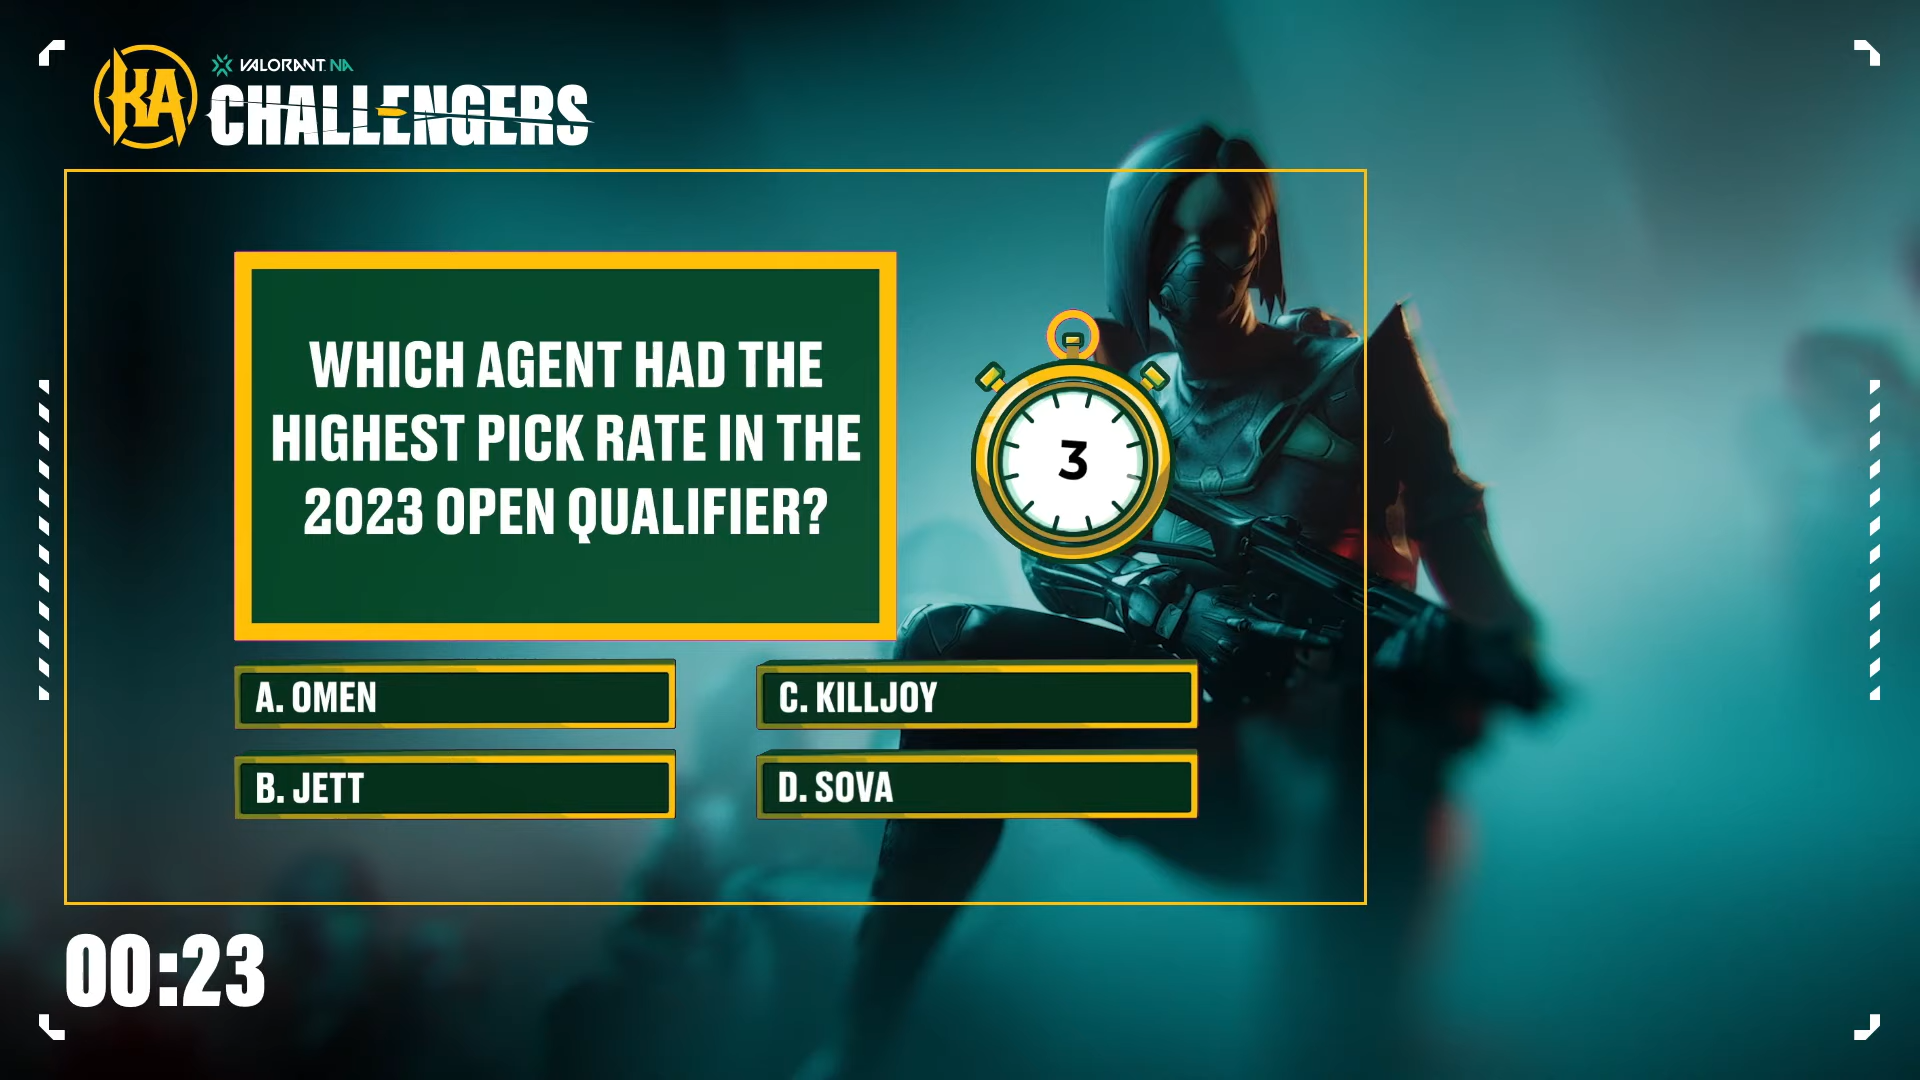 KA
VALORANT NA
CHALLENGERS
WHICH AGENT HAD THE
HIGHEST PICK RATE IN THE
2023 OPEN QUALIFIER?
3
A. OMEN
C. KILLJOY
B. JETT
D. SOVA
00:23